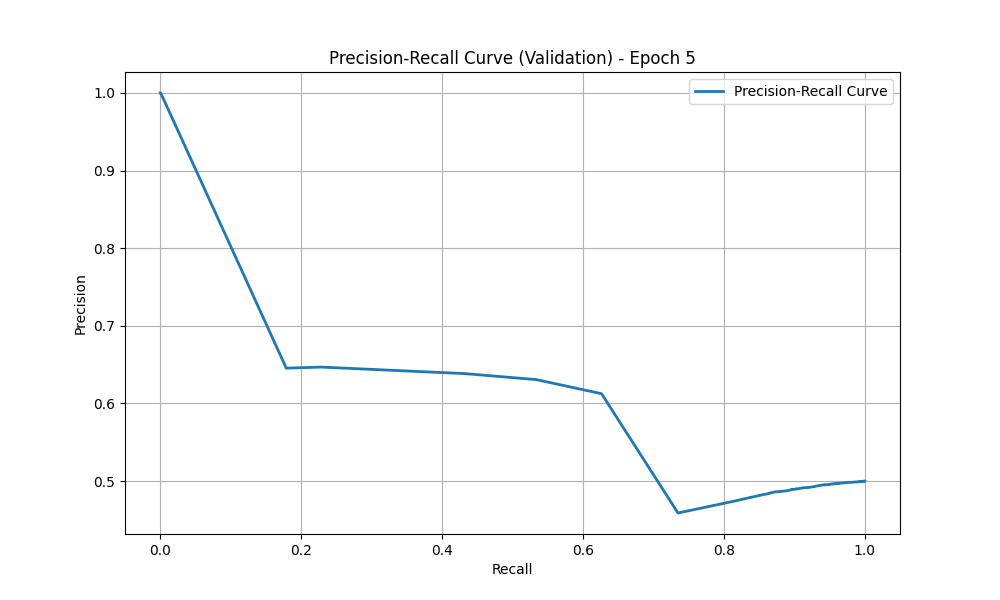 Precision-Recall Curve (Validation) - Epoch 5
Precision-Recall Curve
1.0
0.9
0.8
0.7
0.6
0.5
Precision
0.0 0.2 0.4 0.6 0.8 1.0
Recall